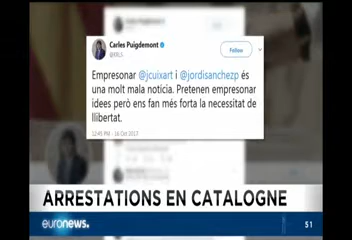 Carles Puigdemont
@KRLS
Follow
Empresonar @jcuixart i @jordisanchezp és
una molt mala notícia. Pretenen empresonar
idees però ens fan més forta la necessitat de
llibertat.
12:45 PM - 16 Oct 2017
ARRESTATIONS EN CATALOGNE
euronews.
51